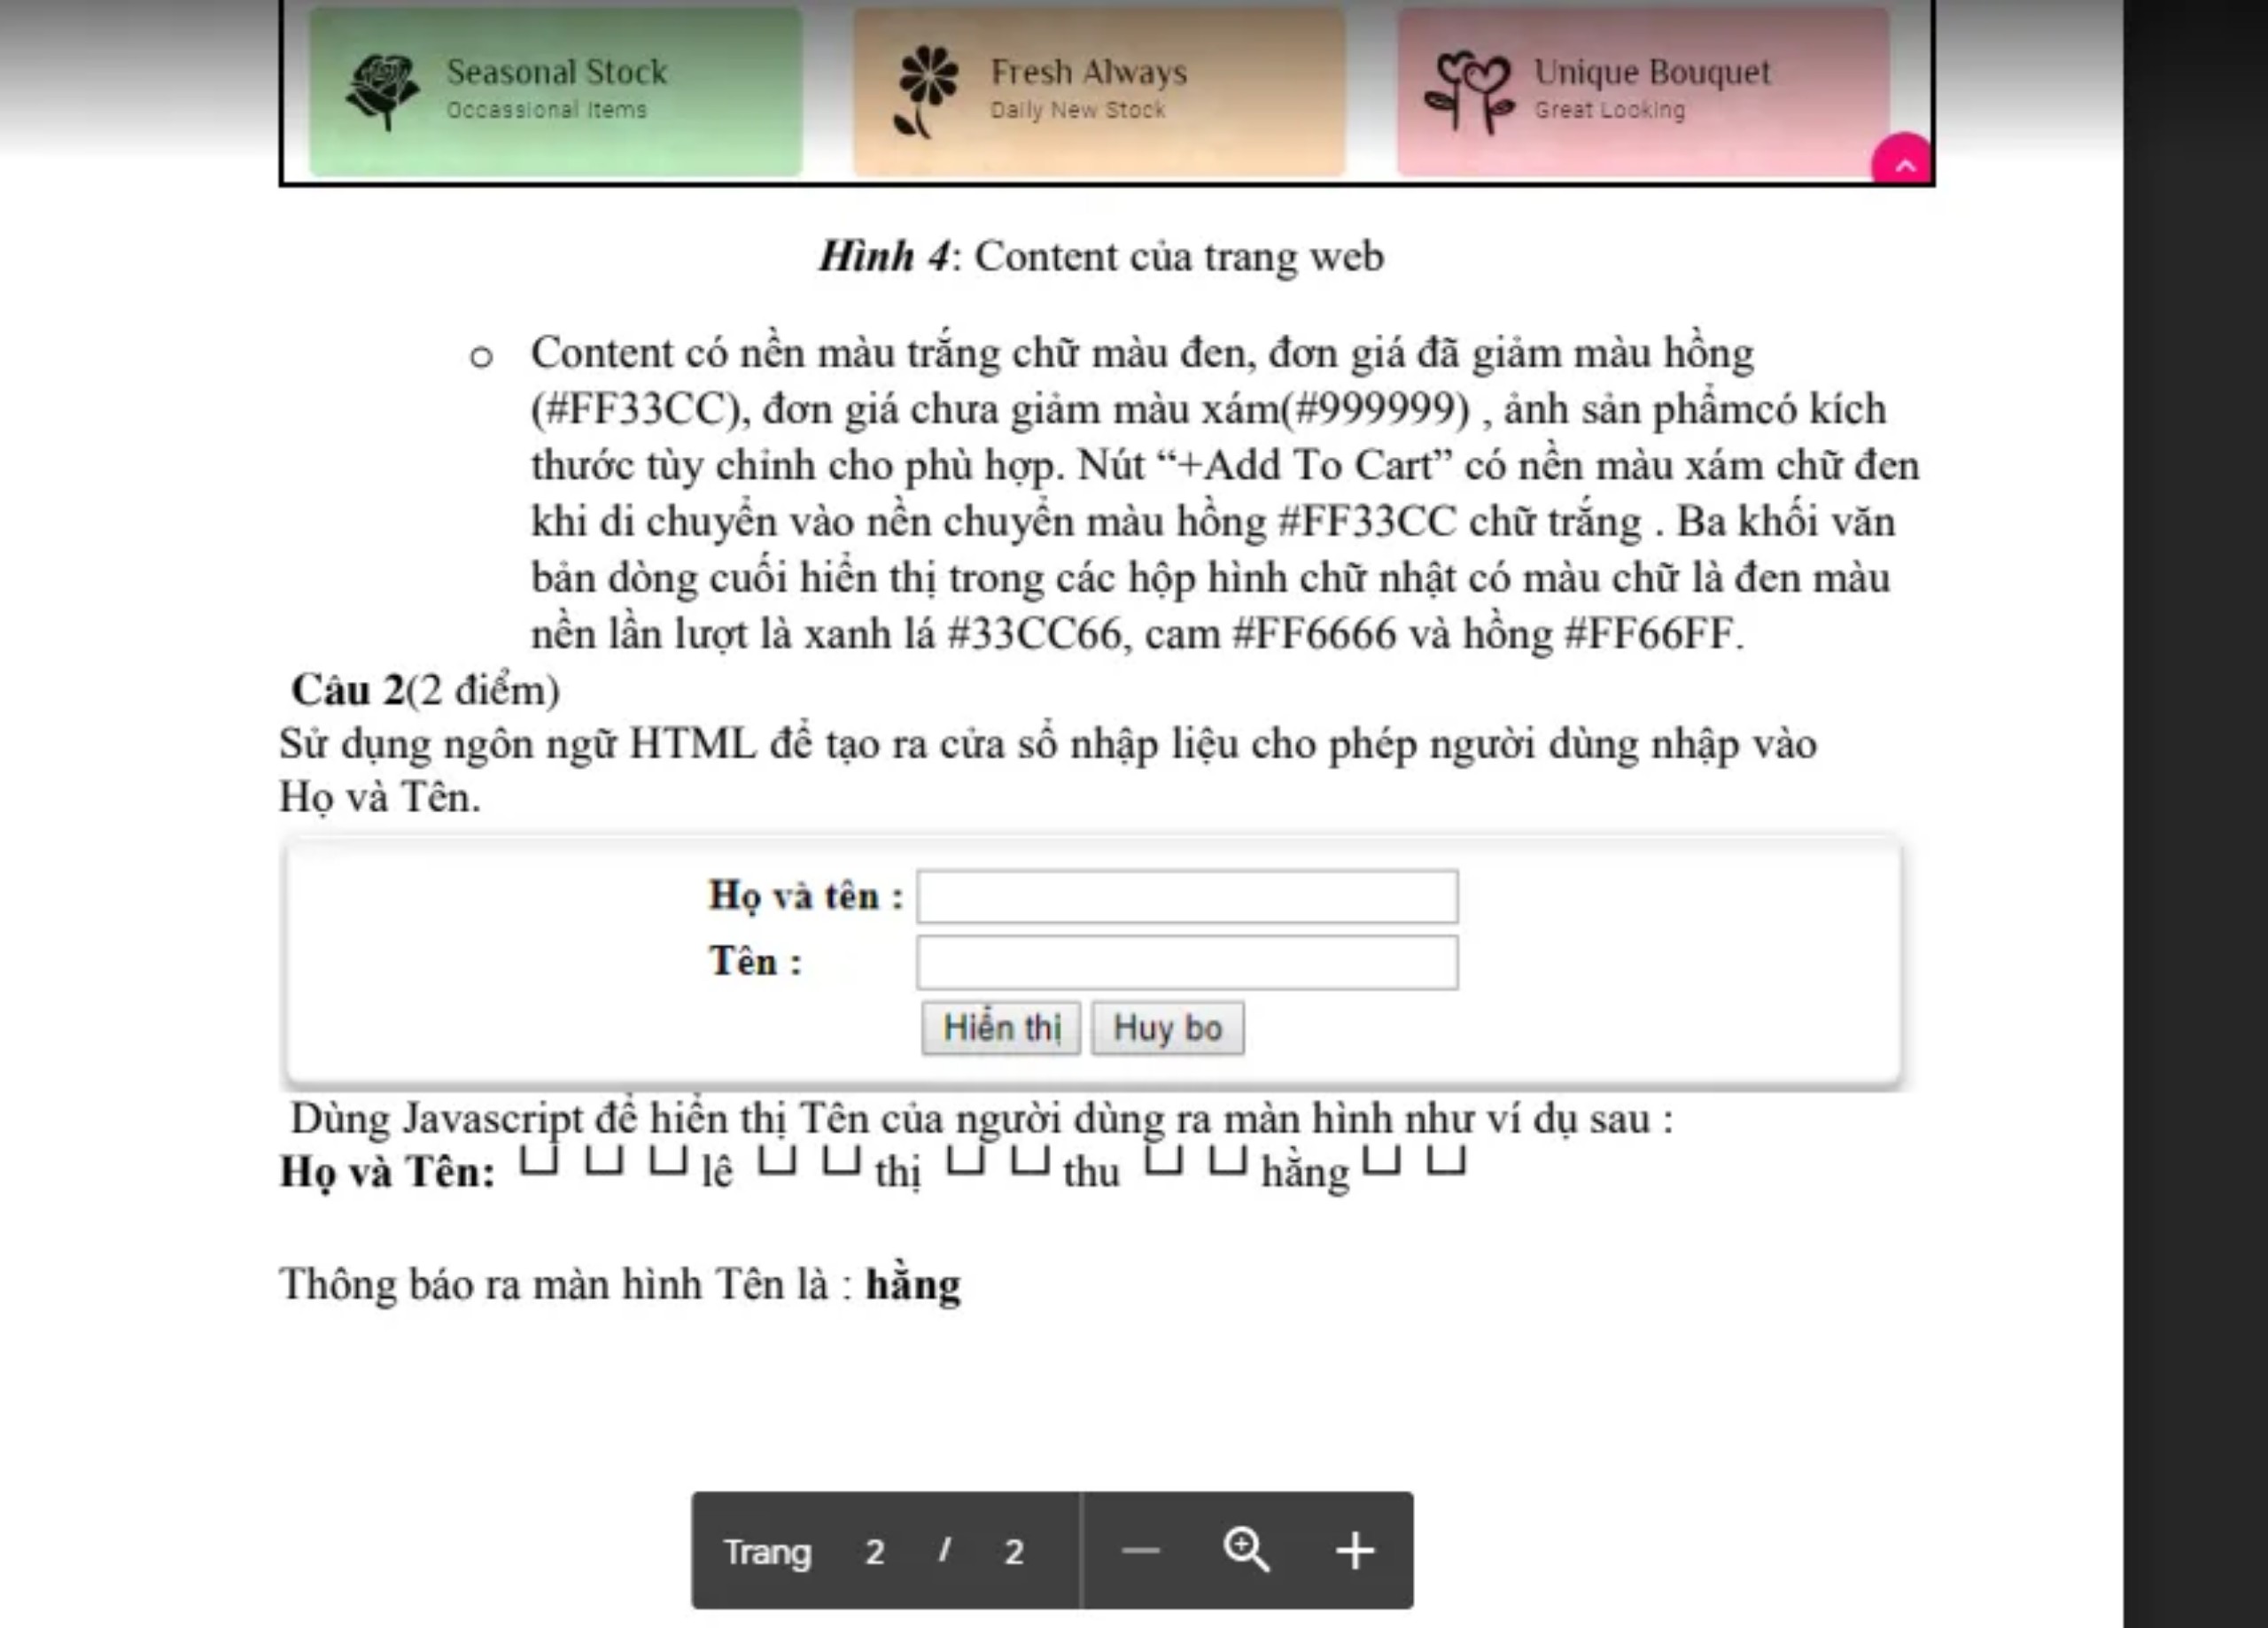 Seasonal Stock
Occassional Items
Fresh Always
Daily New Stock
Unique Bouquet
Great Looking
Hình 4: Content của trang web
o Content có nền màu trắng chữ màu đen, đơn giá đã giảm màu hồng
(#FF33CC), đơn giá chưa giảm màu xám(#999999) , ảnh sản phẩmcó kích
thước tùy chỉnh cho phù hợp. Nút “+Add To Cart” có nền màu xám chữ đen
khi di chuyển vào nền chuyển màu hồng #FF33CC chữ trắng . Ba khối văn
bản dòng cuối hiển thị trong các hộp hình chữ nhật có màu chữ là đen màu
nền lần lượt là xanh lá #33CC66, cam #FF6666 và hồng #FF66FF.
Câu 2(2 điểm)
Sử dụng ngôn ngữ HTML để tạo ra cửa sổ nhập liệu cho phép người dùng nhập vào
Họ và Tên.
Họ và tên :
Tên :
Hiển thị Huy bo
Dùng Javascript để hiển thị Tên của người dùng ra màn hình như ví dụ sau :
Họ và Tên: ⊔ ⊔ ⊔ lê ⊔ ⊔ thị ⊔ ⊔ thu ⊔ ⊔ hằng ⊔ ⊔
Thông báo ra màn hình Tên là : hằng
Trang 2 / 2